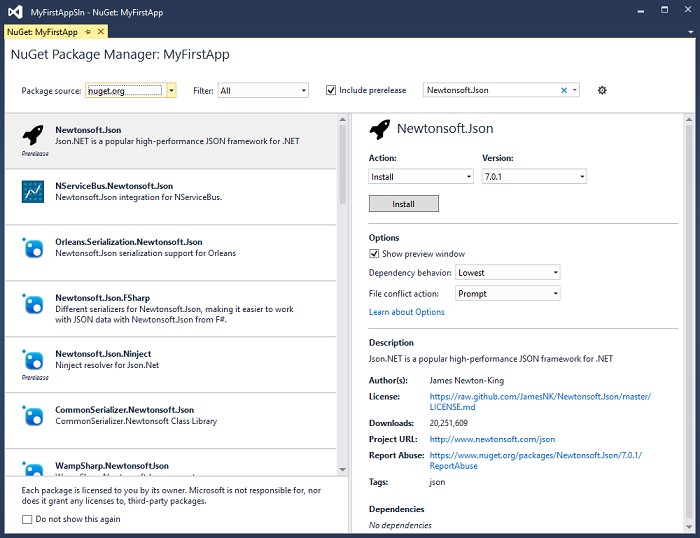 MyFirstAppSln - NuGet: MyFirstApp
NuGet: MyFirstApp
NuGet Package Manager: MyFirstApp
Package source: nuget.org Filter: All Include prerelease Newtonsoft.Json
Newtonsoft.Json
Json.NET is a popular high-performance JSON framework for .NET
Prerelease
NServiceBus.Newtonsoft.Json
Newtonsoft.Json integration for NServiceBus.
Orleans.Serialization.Newtonsoft.Json
Newtonsoft.Json serialization support for Orleans
Newtonsoft.Json.FSharp
Different serializers for Newtonsoft.Json, making it easier to work
with JSON data with Newtonsoft.Json from F#.
Newtonsoft.Json.Ninject
Ninject resolver for Json.Net
Prerelease
CommonSerializer.Newtonsoft.Json
CommonSerializer.Newtonsoft Class Library
WampSharp.NewtonsoftJson
Each package is licensed to you by its owner. Microsoft is not responsible for, nor
does it grant any licenses to, third-party packages.
Do not show this again
Newtonsoft.Json
Action: Version:
Install 7.0.1
Install
Options
Show preview window
Dependency behavior: Lowest
File conflict action: Prompt
Learn about Options
Description
Json.NET is a popular high-performance JSON framework for .NET
Author(s): James Newton-King
License: https://raw.github.com/JamesNK/Newtonsoft.Json/master/
LICENSE.md
Downloads: 20,251,609
Project URL: http://www.newtonsoft.com/json
Report Abuse: https://www.nuget.org/packages/Newtonsoft.Json/7.0.1/
ReportAbuse
Tags: json
Dependencies
No dependencies